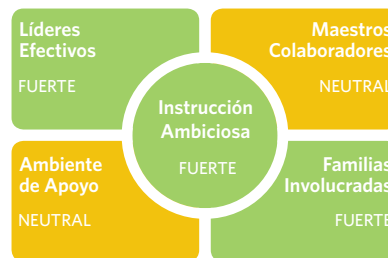 Líderes
Efectivos
FUERTE
Maestros
Colaboradores
NEUTRAL
Instrucción
Ambiciosa
FUERTE
Ambiente
de Apoyo
NEUTRAL
Familias
Involucradas
FUERTE